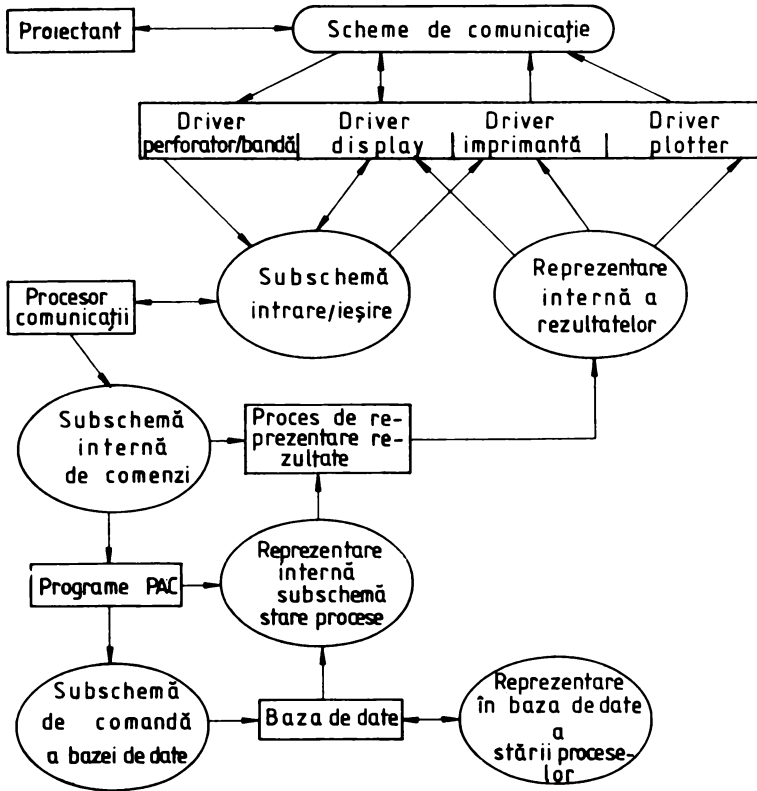 Proiectant
Scheme de comunicație
Driver
perforator/bandă
Driver
display
Driver
imprimantă
Driver
plotter
Subschemă
intrare/ieșire
Reprezentare
internă a
rezultatelor
Procesor
comunicații
Subschemă
internă
de comenzi
Proces de re-
prezentare re-
zultate
Reprezentare
internă
subschemă
stare procese
Programe PAC
Subschemă
de comandă
a bazei de date
Baza de date
Reprezentare
în baza de date
a
stării procese-
lor